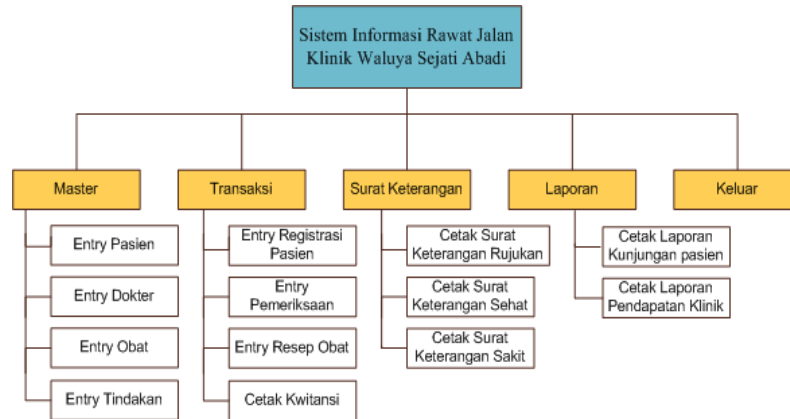 Sistem Informasi Rawat Jalan
Klinik Waluya Sejati Abadi
Master
Transaksi
Surat Keterangan
Laporan
Keluar
Entry Pasien
Entry Dokter
Entry Obat
Entry Tindakan
Entry Registrasi
Pasien
Entry
Pemeriksaan
Entry Resep Obat
Cetak Kwitansi
Cetak Surat
Keterangan Rujukan
Cetak Surat
Keterangan Sehat
Cetak Surat
Keterangan Sakit
Cetak Laporan
Kunjungan pasien
Cetak Laporan
Pendapatan Klinik